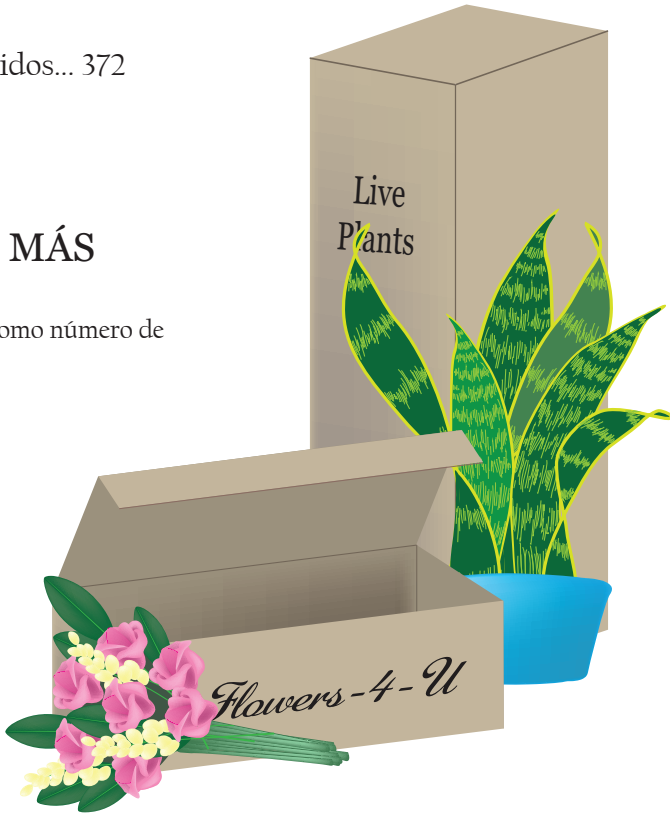 idos... 372
MÁS
omo número de
Live
Plants
Flowers-4-U